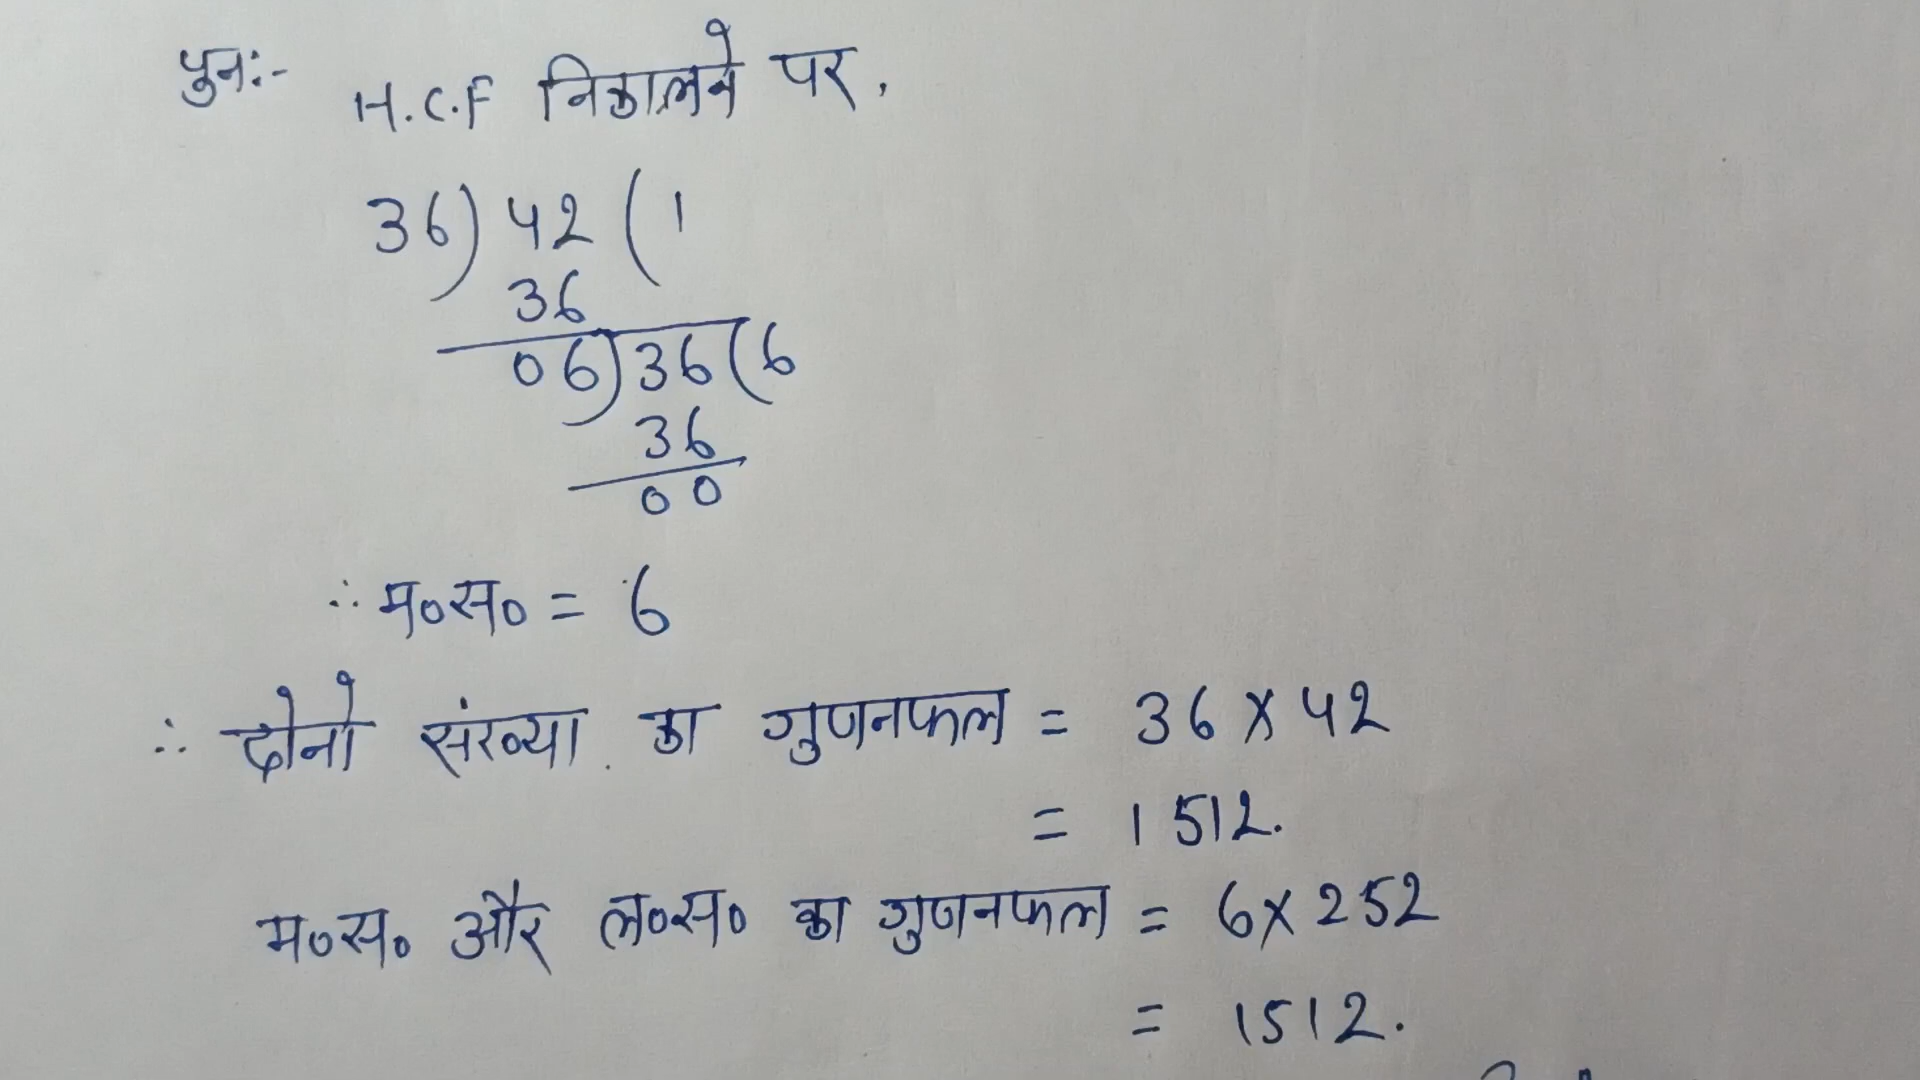 पुनः- H.C.F निकालने पर,
36) 42 ( 1
36
06) 36 ( 6
36
00
∴ म०स० = 6
∴ दोनो संख्या का गुणनफल = 36 × 42
= 1512.
म०स० और ल०स० का गुणनफल = 6 × 252
= 1512.